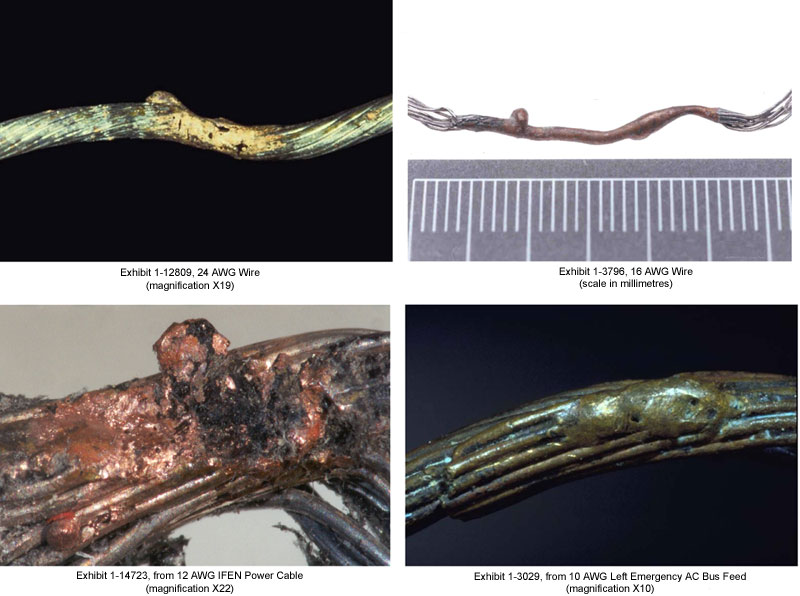 Exhibit 1-12809, 24 AWG Wire
(magnification X19)
Exhibit 1-3796, 16 AWG Wire
(scale in millimetres)
Exhibit 1-14723, from 12 AWG IFEN Power Cable
(magnification X22)
Exhibit 1-3029, from 10 AWG Left Emergency AC Bus Feed
(magnification X10)